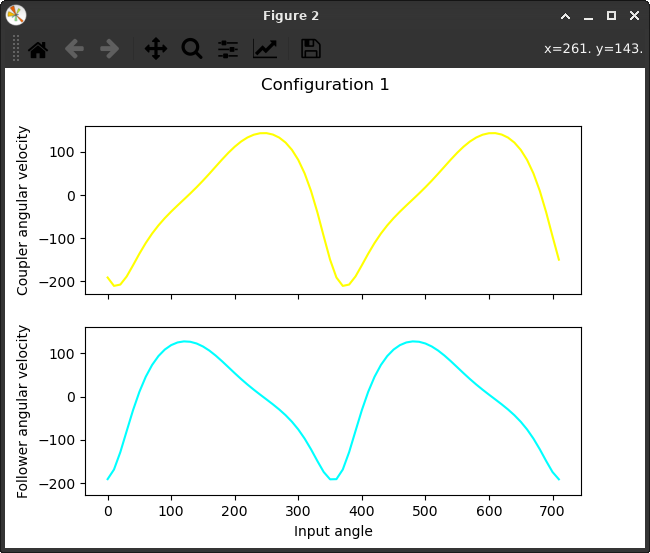 Figure 2
x=261. y=143.
Configuration 1
Coupler angular velocity
100
0
−100
−200
Follower angular velocity
100
0
−100
−200
0 100 200 300 400 500 600 700
Input angle